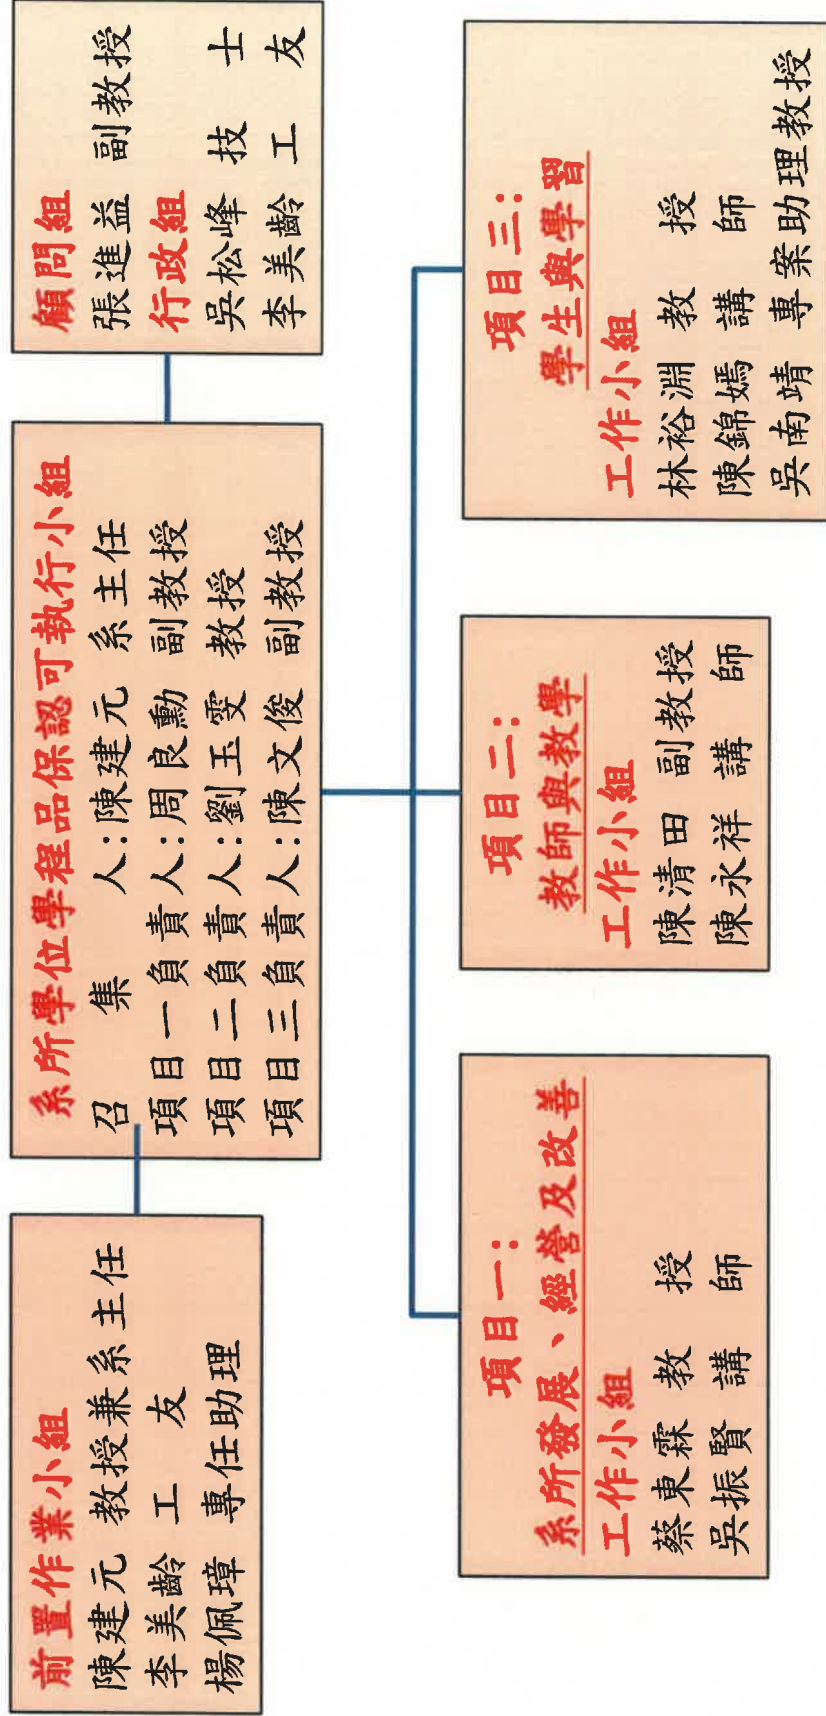 前置作業小組
陳建元 教授兼系主任
李美齡 工 友
楊佩璋 專任助理
系所學位學程品保認可執行小組
召 集 人:陳建元 系主任
項目一負責人:周良勳 副教授
項目二負責人:劉玉雯 教授
項目三負責人:陳文俊 副教授
顧問組
張進益 副教授
行政組
吳松峰 技 士
李美齡 工 友
項目一:
系所發展、經營及改善
工作小組
蔡東霖 教 授
吳振賢 講 師
項目二:
教師與教學
工作小組
陳清田 副教授
陳永祥 講 師
項目三:
學生與學習
工作小組
林裕淵 教 授
陳錦嫣 講 師
吳南靖 專案助理教授